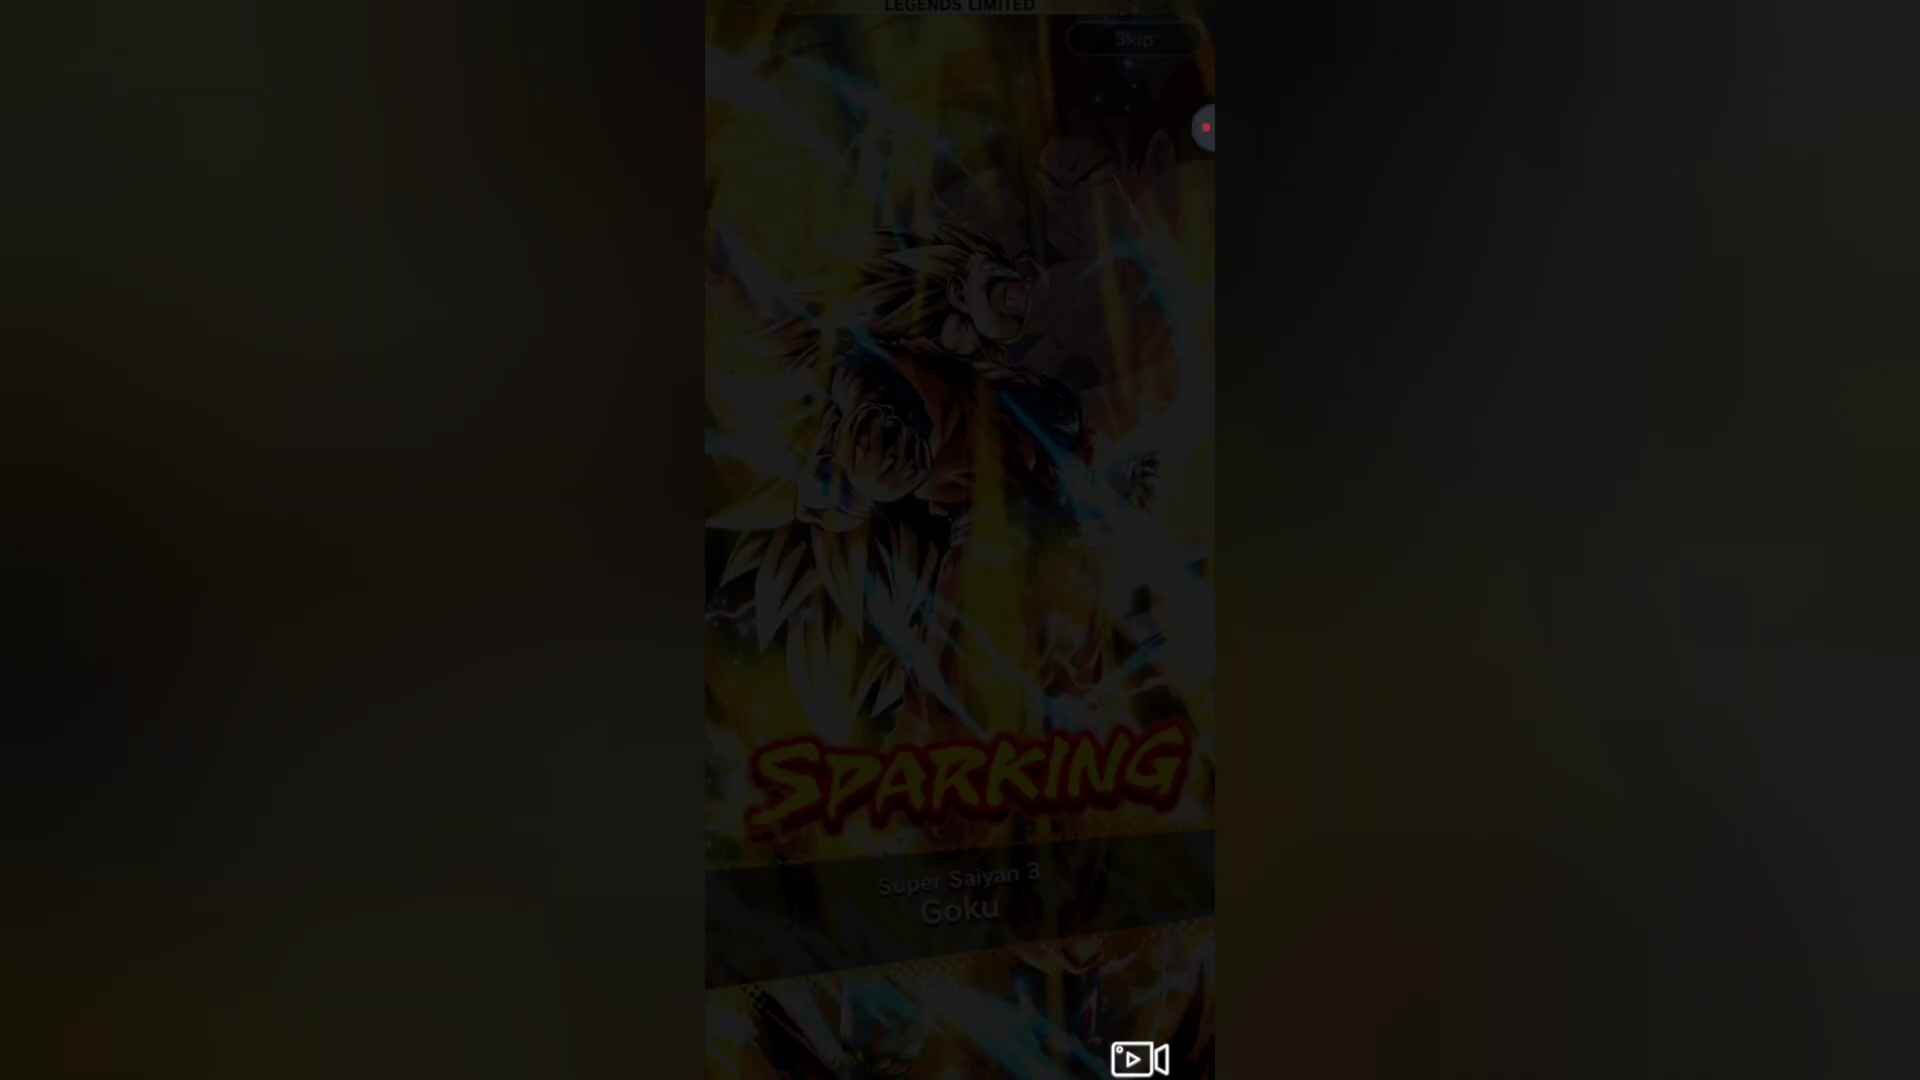 LEGENDS LIMITED
Skip
SPARKING
Super Saiyan 3
Goku